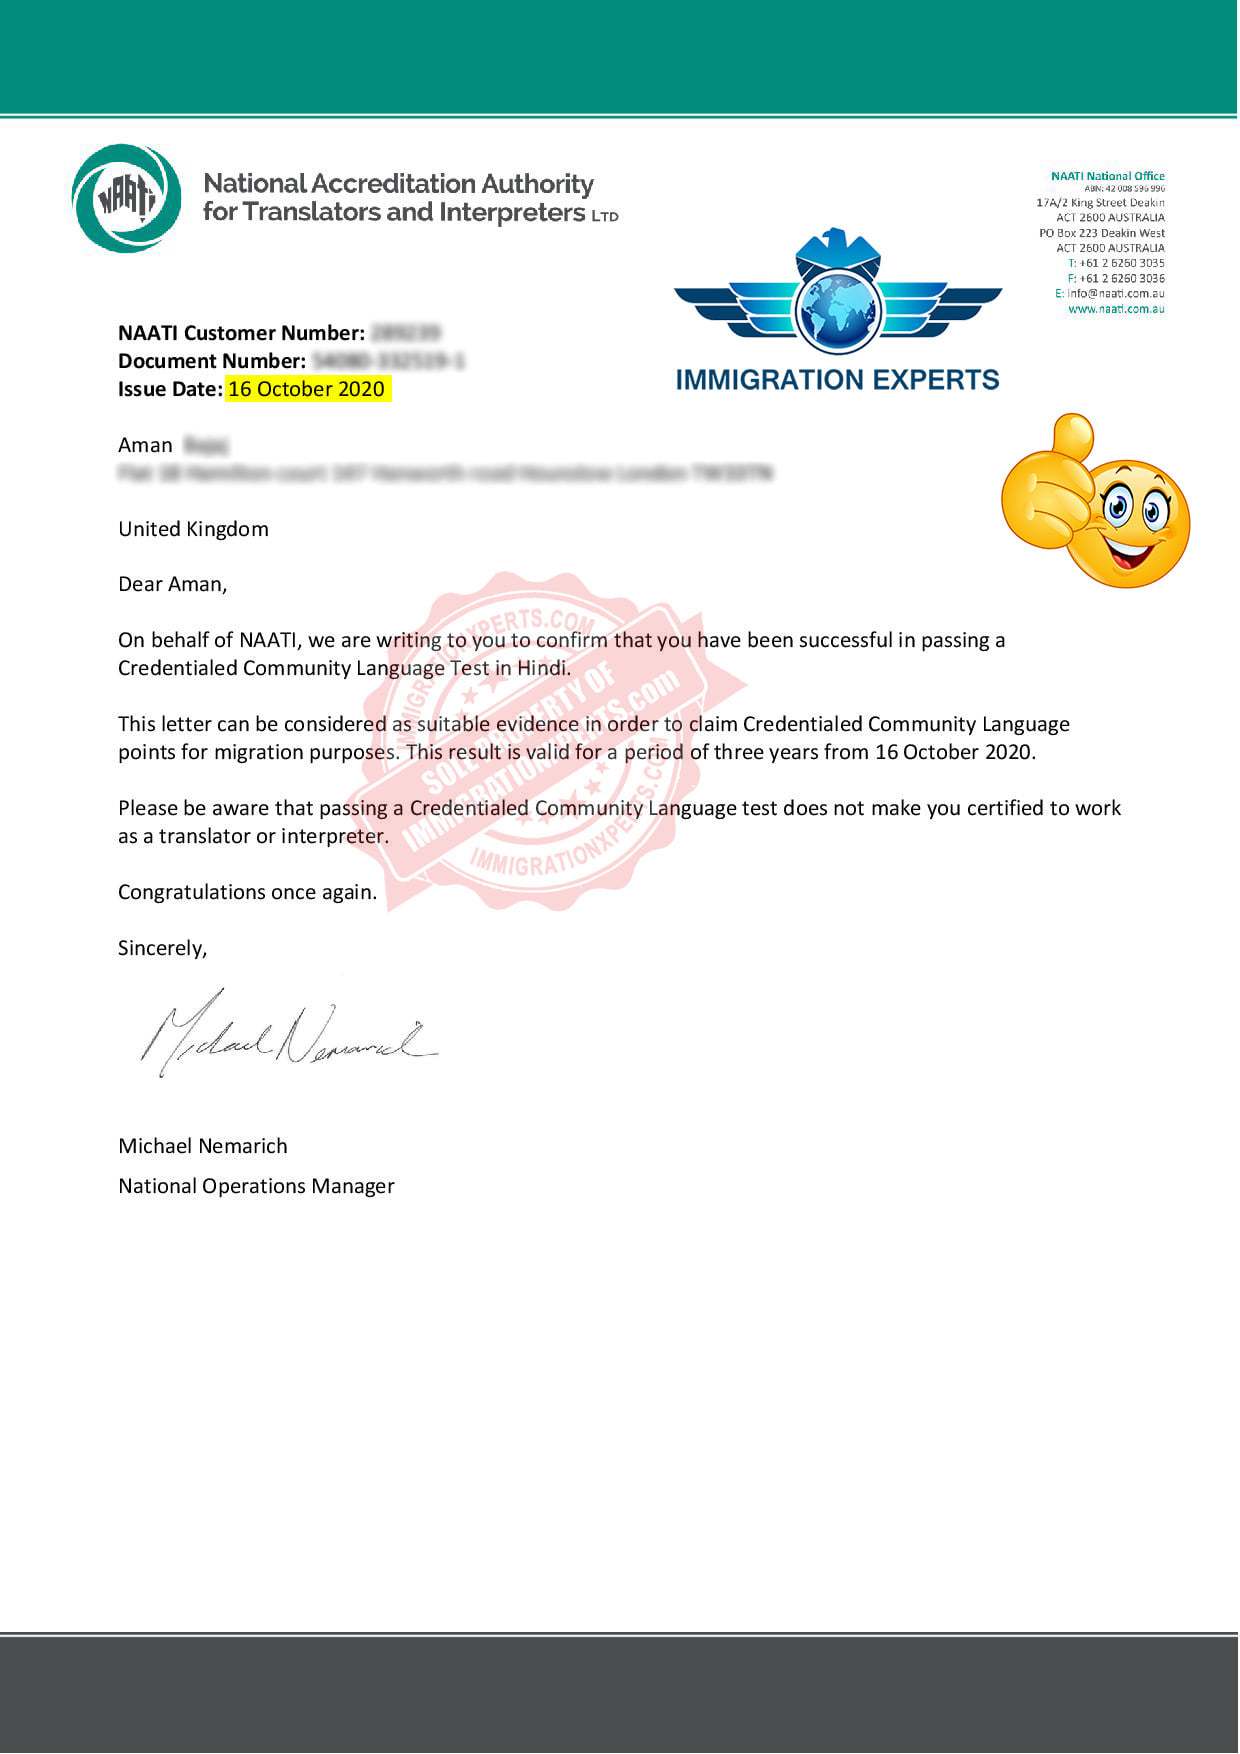 NAATI
National Accreditation Authority
for Translators and Interpreters LTD
NAATI National Office
ABN: 42 008 596 996
17A/2 King Street Deakin
ACT 2600 AUSTRALIA
PO Box 223 Deakin West
ACT 2600 AUSTRALIA
T: +61 2 6260 3035
F: +61 2 6260 3036
E: info@naati.com.au
www.naati.com.au
IMMIGRATION EXPERTS
NAATI Customer Number:
Document Number:
Issue Date: 16 October 2020
Aman
United Kingdom
Dear Aman,
On behalf of NAATI, we are writing to you to confirm that you have been successful in passing a
Credentialed Community Language Test in Hindi.
This letter can be considered as suitable evidence in order to claim Credentialed Community Language
points for migration purposes. This result is valid for a period of three years from 16 October 2020.
Please be aware that passing a Credentialed Community Language test does not make you certified to work
as a translator or interpreter.
Congratulations once again.
Sincerely,
Michael Nemarich
Michael Nemarich
National Operations Manager
IMMIGRATIONXPERTS.COM
SOLE PROPERTY OF
IMMIGRATIONXPERTS.com
IMMIGRATIONXPERTS.COM